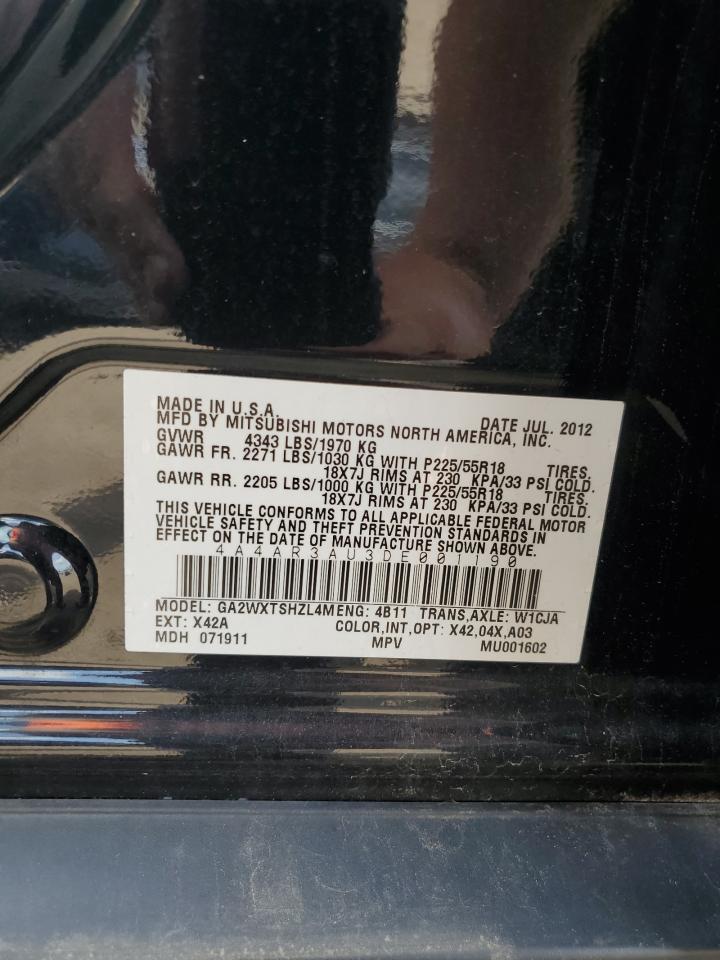 MADE IN U.S.A. DATE JUL. 2012
MFD BY MITSUBISHI MOTORS NORTH AMERICA, INC.
GVWR 4343 LBS/1970 KG
GAWR FR. 2271 LBS/1030 KG WITH P225/55R18 TIRES,
18X7J RIMS AT 230 KPA/33 PSI COLD.
GAWR RR. 2205 LBS/1000 KG WITH P225/55R18 TIRES,
18X7J RIMS AT 230 KPA/33 PSI COLD.
THIS VEHICLE CONFORMS TO ALL APPLICABLE FEDERAL MOTOR
VEHICLE SAFETY AND THEFT PREVENTION STANDARDS IN
EFFECT ON THE DATE OF MANUFACTURE SHOWN ABOVE.
4A4AR3AU3DE001190
MODEL: GA2WXTSHZL4MENG: 4B11 TRANS,AXLE: W1CJA
EXT: X42A COLOR,INT,OPT: X42,04X,A03
MDH 071911 MPV MU001602